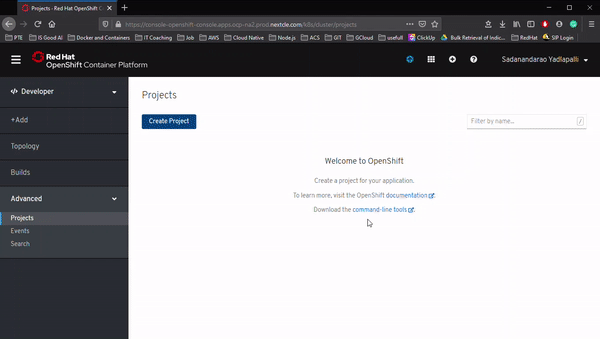 Projects - Red Hat OpenShift Con
https://console-openshift-console.apps.ocp-na2.prod.nextcle.com/k8s/cluster/projects
PTE IS Good AI Docker and Containers IT Coaching Job AWS Cloud Native Node.js ACS GIT GCloud usefull ClickUp Bulk Retrieval of Indic... RedHat SIP Login
Red Hat
OpenShift Container Platform
Sadanandarao Yadlapalli
</> Developer
+Add
Topology
Builds
Advanced
Projects
Events
Search
Projects
Create Project
Filter by name...
/
Welcome to OpenShift
Create a project for your application.
To learn more, visit the OpenShift documentation.
Download the command-line tools.